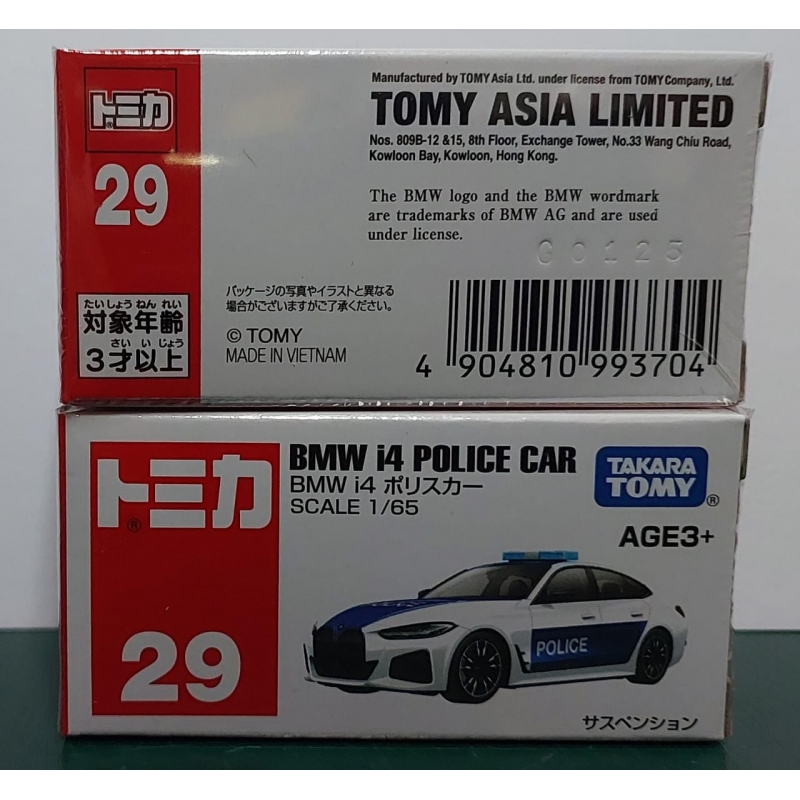 トミカ
®
29
たいしょうねんれい
対象年齢
さいいじょう
3才以上
Manufactured by TOMY Asia Ltd. under license from TOMY Company, Ltd.
TOMY ASIA LIMITED
Nos. 809B-12 &15, 8th Floor, Exchange Tower, No.33 Wang Chiu Road,
Kowloon Bay, Kowloon, Hong Kong.
The BMW logo and the BMW wordmark
are trademarks of BMW AG and are used
under license.
G0125
パッケージの写真やイラストと異なる
場合がございますがご了承ください。
© TOMY
MADE IN VIETNAM
4 904810 993704
トミカ
®
29
BMW i4 POLICE CAR
BMW i4 ポリスカー
SCALE 1/65
TAKARA
TOMY
®
AGE3+
POLICE
サスペンション